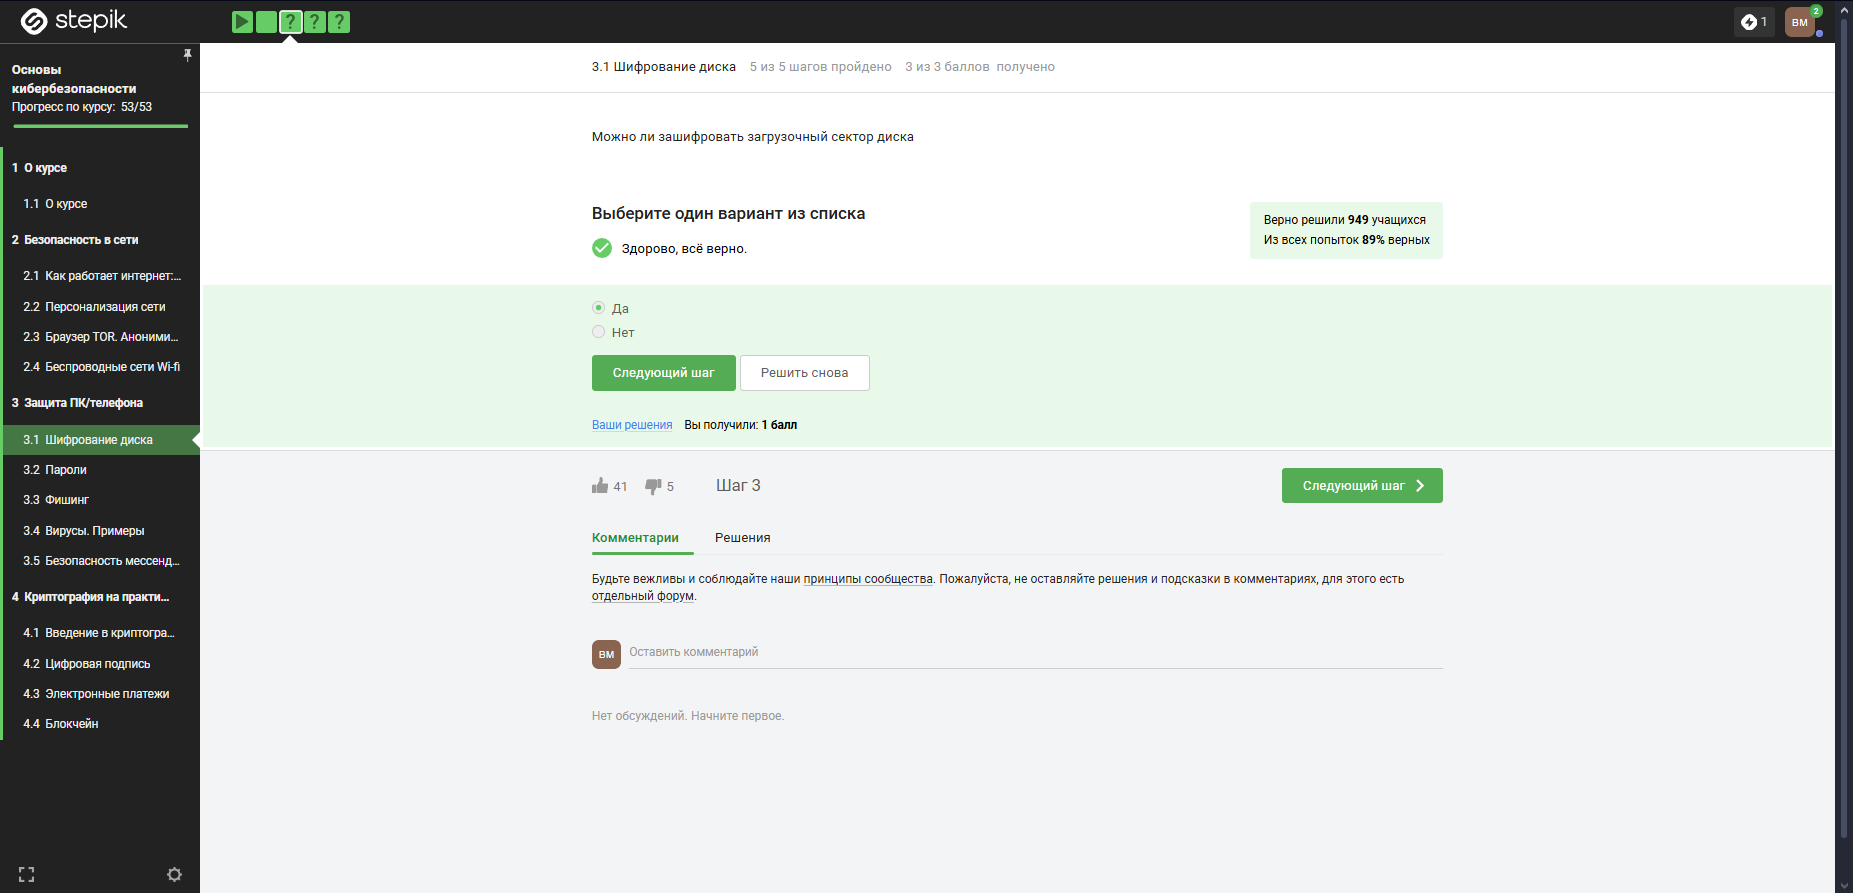 stepik
? ? ?
1
ВМ
2
Основы
кибербезопасности
Прогресс по курсу: 53/53
1 О курсе
1.1 О курсе
2 Безопасность в сети
2.1 Как работает интернет:...
2.2 Персонализация сети
2.3 Браузер TOR. Аноними...
2.4 Беспроводные сети Wi-fi
3 Защита ПК/телефона
3.1 Шифрование диска
3.2 Пароли
3.3 Фишинг
3.4 Вирусы. Примеры
3.5 Безопасность мессенд...
4 Криптография на практи...
4.1 Введение в криптогра...
4.2 Цифровая подпись
4.3 Электронные платежи
4.4 Блокчейн
3.1 Шифрование диска 5 из 5 шагов пройдено 3 из 3 баллов получено
Можно ли зашифровать загрузочный сектор диска
Выберите один вариант из списка
Здорово, всё верно.
Верно решили 949 учащихся
Из всех попыток 89% верных
Да
Нет
Следующий шаг Решить снова
Ваши решения Вы получили: 1 балл
41 5 Шаг 3
Следующий шаг
Комментарии Решения
Будьте вежливы и соблюдайте наши принципы сообщества. Пожалуйста, не оставляйте решения и подсказки в комментариях, для этого есть
отдельный форум.
ВМ Оставить комментарий
Нет обсуждений. Начните первое.